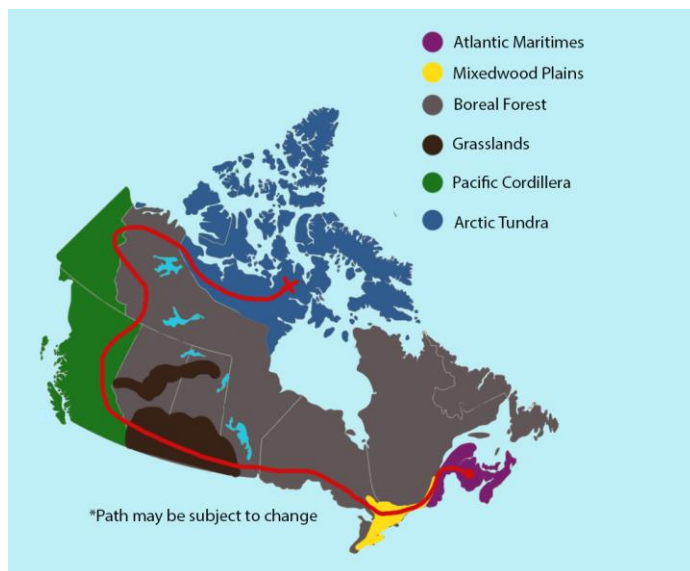 Atlantic Maritimes
Mixedwood Plains
Boreal Forest
Grasslands
Pacific Cordillera
Arctic Tundra
*Path may be subject to change